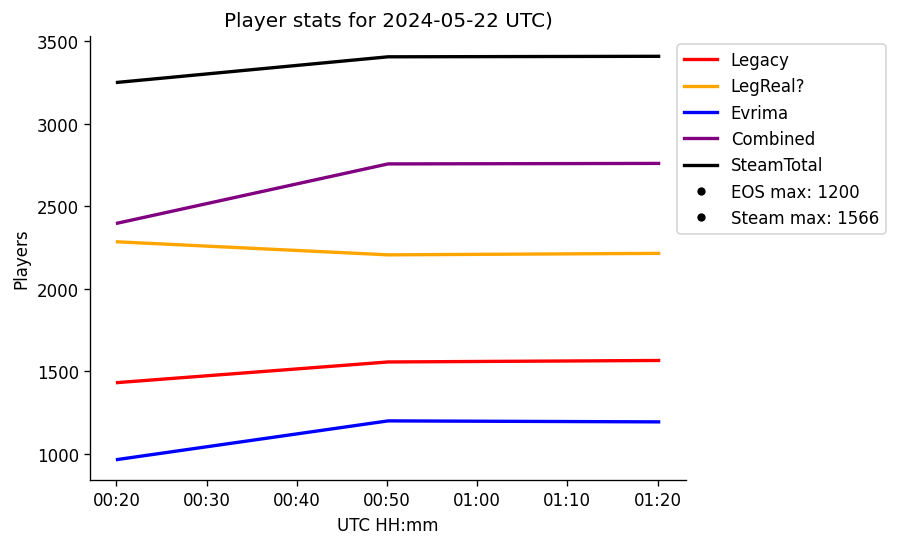 Player stats for 2024-05-22 UTC)
3500
3000
2500
2000
1500
1000
Players
00:20 00:30 00:40 00:50 01:00 01:10 01:20
UTC HH:mm
Legacy
LegReal?
Evrima
Combined
SteamTotal
EOS max: 1200
Steam max: 1566